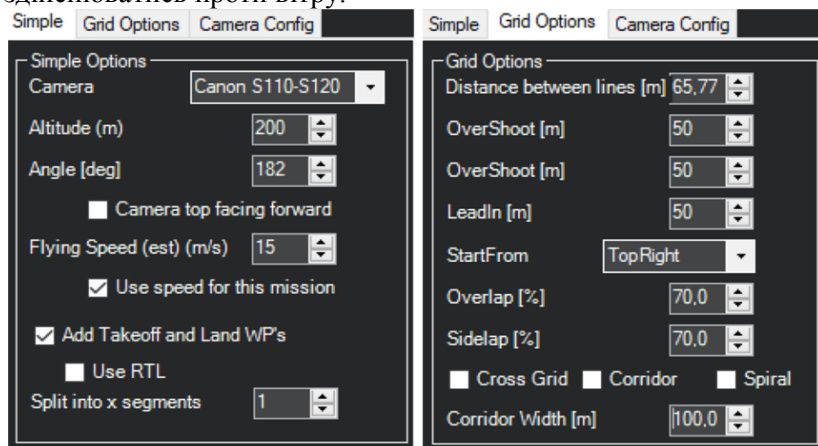 здійснюватись проти вітру.
Simple Grid Options Camera Config
Simple Options
Camera Canon S110-S120
Altitude (m) 200
Angle [deg] 182
Camera top facing forward
Flying Speed (est) (m/s) 15
Use speed for this mission
Add Takeoff and Land WP's
Use RTL
Split into x segments 1
Simple Grid Options Camera Config
Grid Options
Distance between lines [m] 65,77
OverShoot [m] 50
OverShoot [m] 50
LeadIn [m] 50
StartFrom TopRight
Overlap [%] 70,0
Sidelap [%] 70,0
Cross Grid Corridor Spiral
Corridor Width [m] 100,0